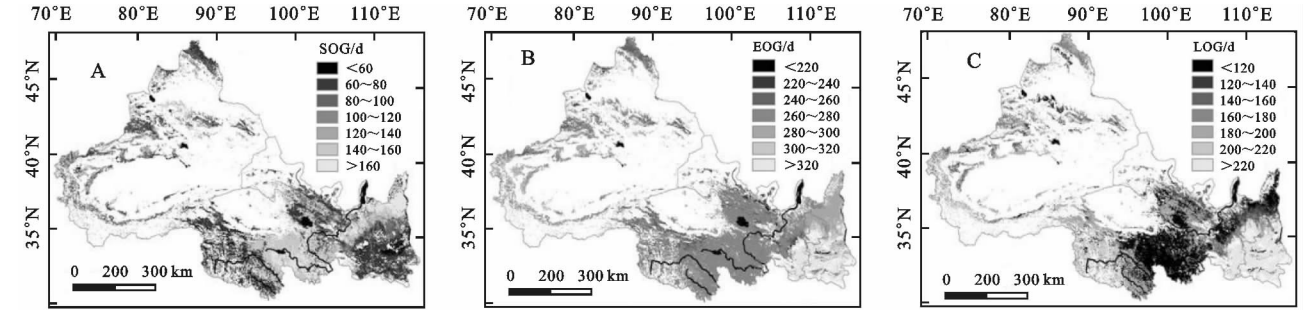 70°E 80°E 90°E 100°E 110°E
45°N
40°N
35°N
A
SOG/d
<60
60～80
80～100
100～120
120～140
140～160
>160
0 200 300 km
70°E 80°E 90°E 100°E 110°E
45°N
40°N
35°N
B
EOG/d
<220
220～240
240～260
260～280
280～300
300～320
>320
0 200 300 km
70°E 80°E 90°E 100°E 110°E
45°N
40°N
35°N
C
LOG/d
<120
120～140
140～160
160～180
180～200
200～220
>220
0 200 300 km